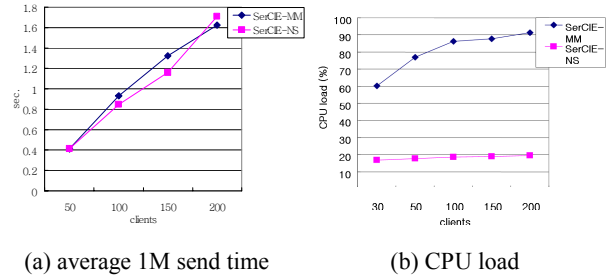 1.8
1.6
1.4
1.2
1
0.8
0.6
0.4
0.2
0
sec.
50 100 150 200
clients
SerCIE-MM
SerCIE-NS
(a) average 1M send time
100
90
80
70
60
50
40
30
20
10
CPU load (%)
30 50 100 150 200
clients
SerCIE-
MM
SerCIE-
NS
(b) CPU load